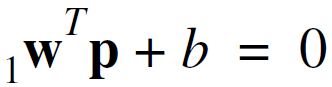 ₁𝐰ᵀ𝐩 + b = 0